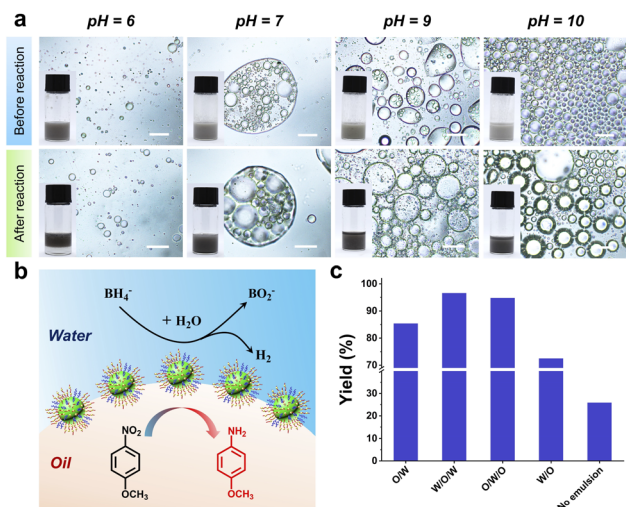 a
pH = 6
pH = 7
pH = 9
pH = 10
Before reaction
After reaction
b
BH₄⁻
BO₂⁻
+ H₂O
Water
H₂
NO₂
NH₂
Oil
OCH₃
OCH₃
c
Yield (%)
100
90
80
70
60
20
10
0
O/W
W/O/W
O/W/O
W/O
No emulsion